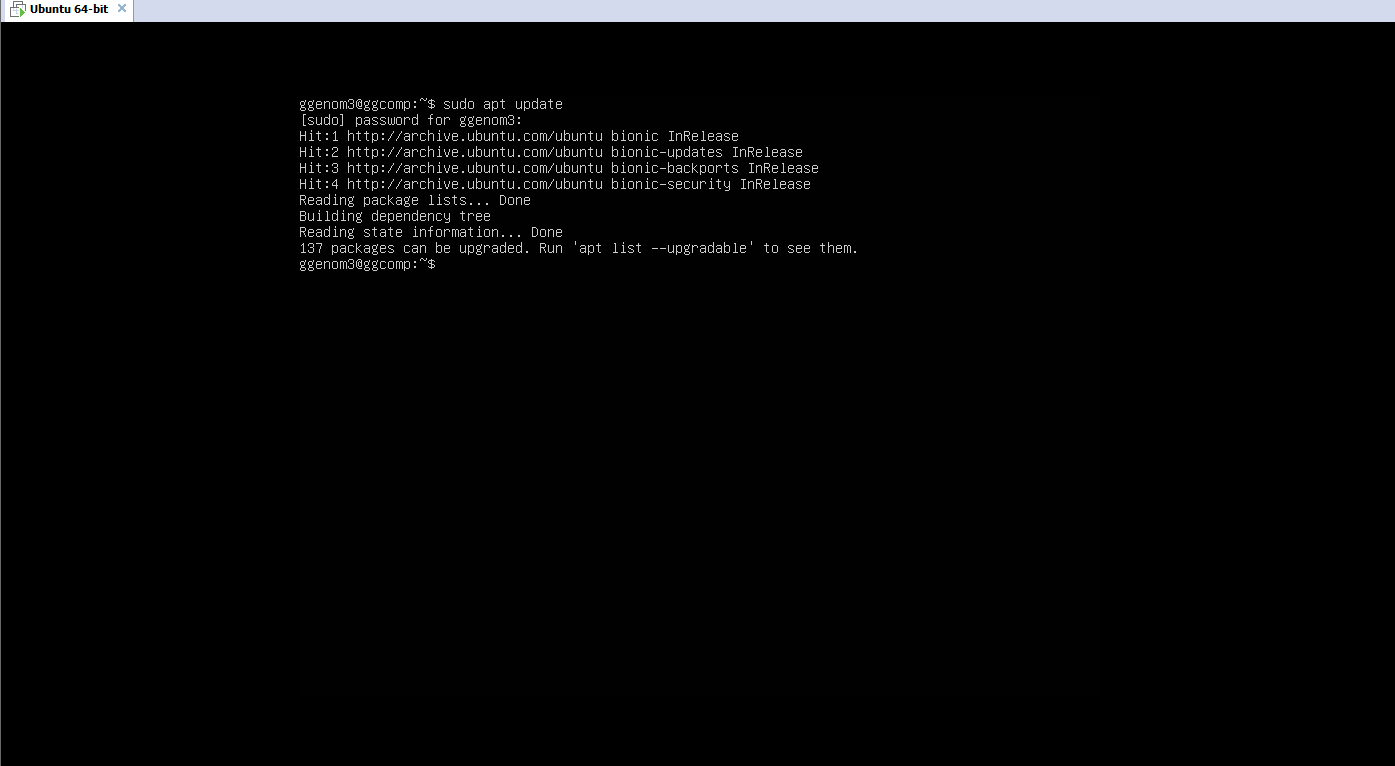 Ubuntu 64-bit
ggenom3@ggcomp:~$ sudo apt update
[sudo] password for ggenom3:
Hit:1 http://archive.ubuntu.com/ubuntu bionic InRelease
Hit:2 http://archive.ubuntu.com/ubuntu bionic-updates InRelease
Hit:3 http://archive.ubuntu.com/ubuntu bionic-backports InRelease
Hit:4 http://archive.ubuntu.com/ubuntu bionic-security InRelease
Reading package lists... Done
Building dependency tree
Reading state information... Done
137 packages can be upgraded. Run 'apt list --upgradable' to see them.
ggenom3@ggcomp:~$